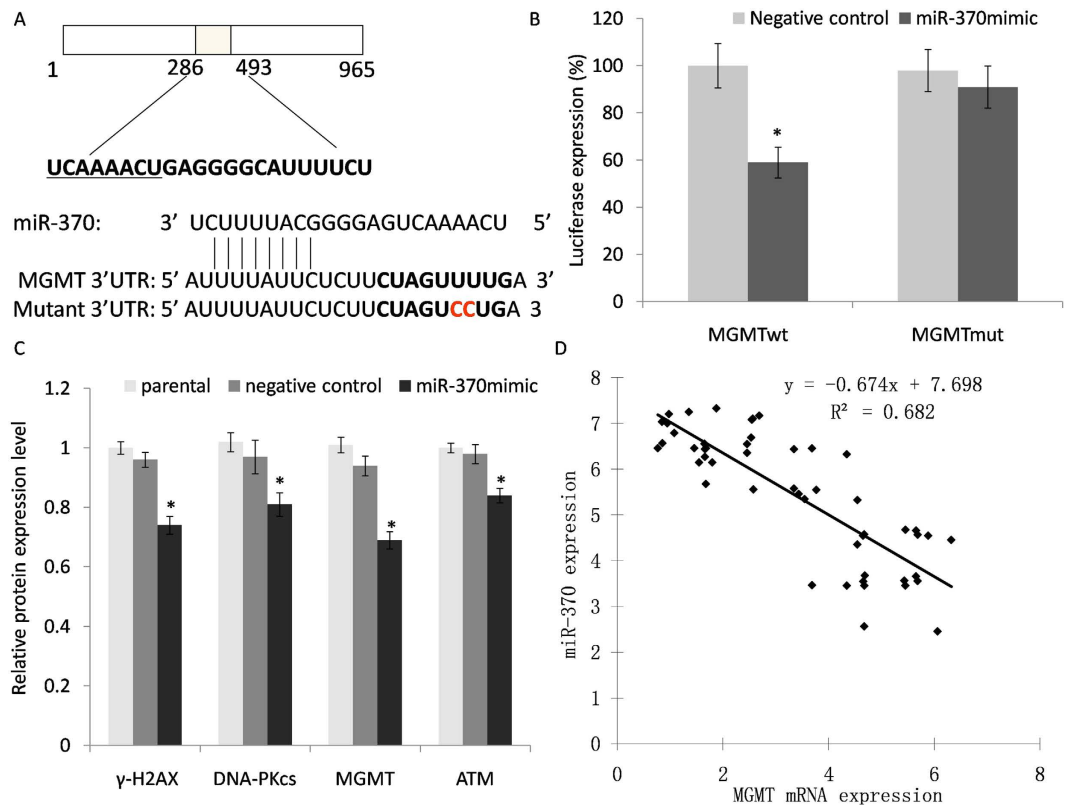 A
1
286
493
965
UCAAAACUGAGGGGCAUUUUCU
miR-370: 3’ UCUUUUACGGGGAGUCAAAACU 5’
MGMT 3’UTR: 5’ AUUUUAUUCUCUUCUAGUUUUGA 3’
Mutant 3’UTR: 5’ AUUUUAUUCUCUUCUAGUCCUGA 3
B
Negative control miR-370mimic
Luciferase expression (%)
120
100
80
60
40
20
0
*
MGMTwt MGMTmut
C
parental negative control miR-370mimic
Relative protein expression level
1.2
1
0.8
0.6
0.4
0.2
0
* * * *
γ-H2AX DNA-PKcs MGMT ATM
D
y = -0.674x + 7.698
R² = 0.682
miR-370 expression
8
7
6
5
4
3
2
1
0
0 2 4 6 8
MGMT mRNA expression